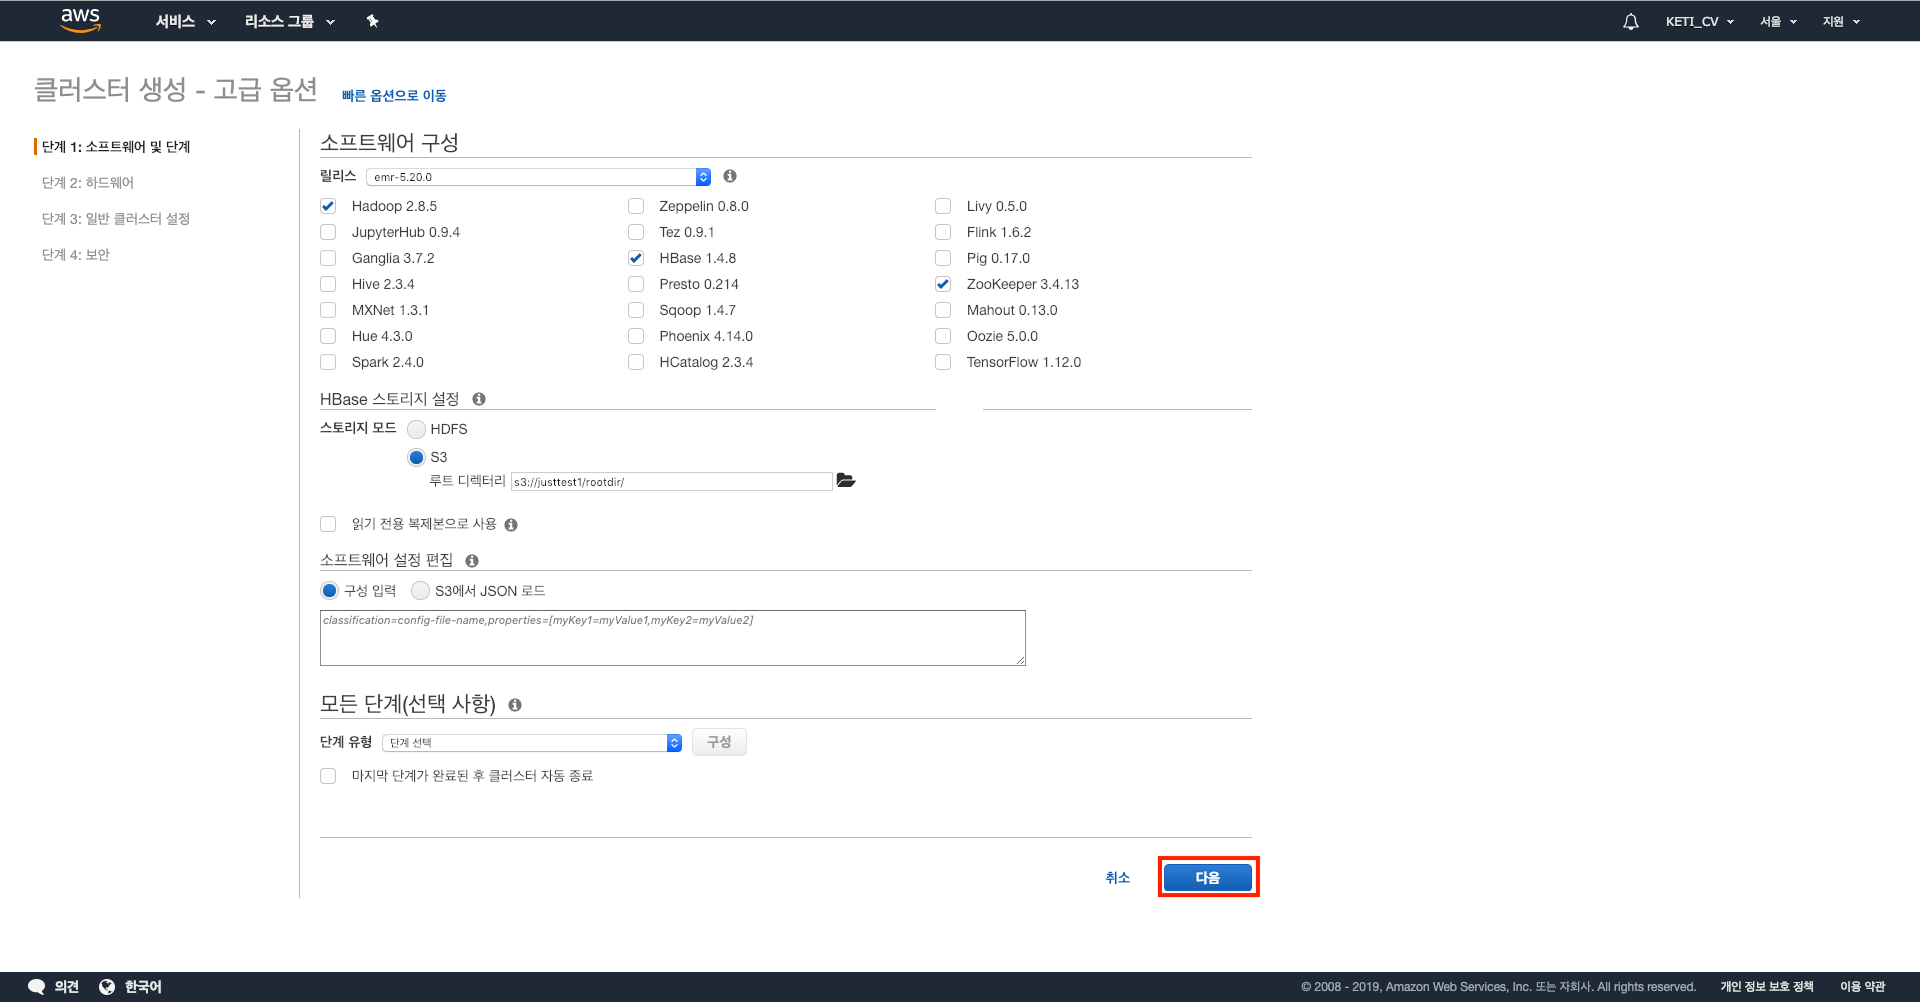 aws 서비스 리소스 그룹 KETI_CV 서울 지원
클러스터 생성 - 고급 옵션 빠른 옵션으로 이동
단계 1: 소프트웨어 및 단계
단계 2: 하드웨어
단계 3: 일반 클러스터 설정
단계 4: 보안
소프트웨어 구성
릴리스 emr-5.20.0
Hadoop 2.8.5 Zeppelin 0.8.0 Livy 0.5.0
JupyterHub 0.9.4 Tez 0.9.1 Flink 1.6.2
Ganglia 3.7.2 HBase 1.4.8 Pig 0.17.0
Hive 2.3.4 Presto 0.214 ZooKeeper 3.4.13
MXNet 1.3.1 Sqoop 1.4.7 Mahout 0.13.0
Hue 4.3.0 Phoenix 4.14.0 Oozie 5.0.0
Spark 2.4.0 HCatalog 2.3.4 TensorFlow 1.12.0
HBase 스토리지 설정
스토리지 모드 HDFS
S3
루트 디렉터리 s3://justtest1/rootdir/
읽기 전용 복제본으로 사용
소프트웨어 설정 편집
구성 입력 S3에서 JSON 로드
classification=config-file-name,properties=[myKey1=myValue1,myKey2=myValue2]
모든 단계(선택 사항)
단계 유형 단계 선택 구성
마지막 단계가 완료된 후 클러스터 자동 종료
취소 다음
의견 한국어 © 2008 - 2019, Amazon Web Services, Inc. 또는 자회사. All rights reserved. 개인 정보 보호 정책 이용 약관